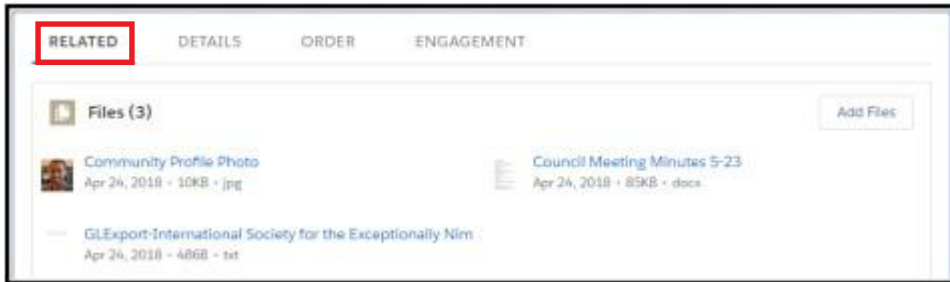 RELATED DETAILS ORDER ENGAGEMENT
Files (3) Add Files
Community Profile Photo
Apr 24, 2018 • 10KB • jpg
Council Meeting Minutes 5-23
Apr 24, 2018 • 85KB • docx
GLExport-International Society for the Exceptionally Nim
Apr 24, 2018 • 486B • txt